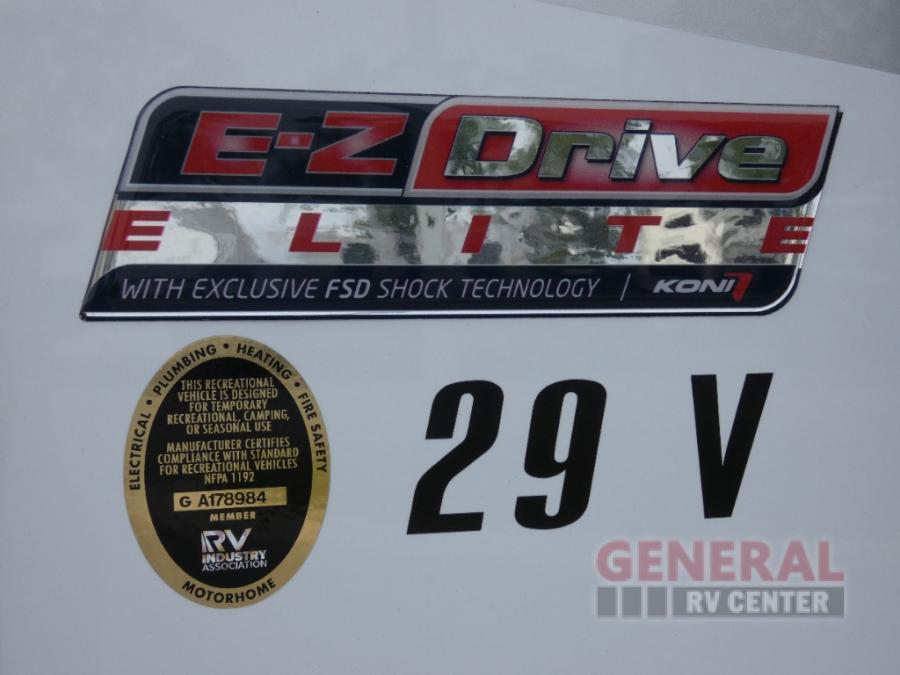 E-Z Drive
ELITE
WITH EXCLUSIVE FSD SHOCK TECHNOLOGY | KONI
ELECTRICAL • PLUMBING • HEATING • FIRE SAFETY
THIS RECREATIONAL
VEHICLE IS DESIGNED
FOR TEMPORARY
RECREATIONAL, CAMPING,
OR SEASONAL USE
MANUFACTURER CERTIFIES
COMPLIANCE WITH STANDARD
FOR RECREATIONAL VEHICLES
NFPA 1192
G A178984
MEMBER
RV
INDUSTRY
ASSOCIATION
MOTORHOME
29 V
GENERAL
RV CENTER